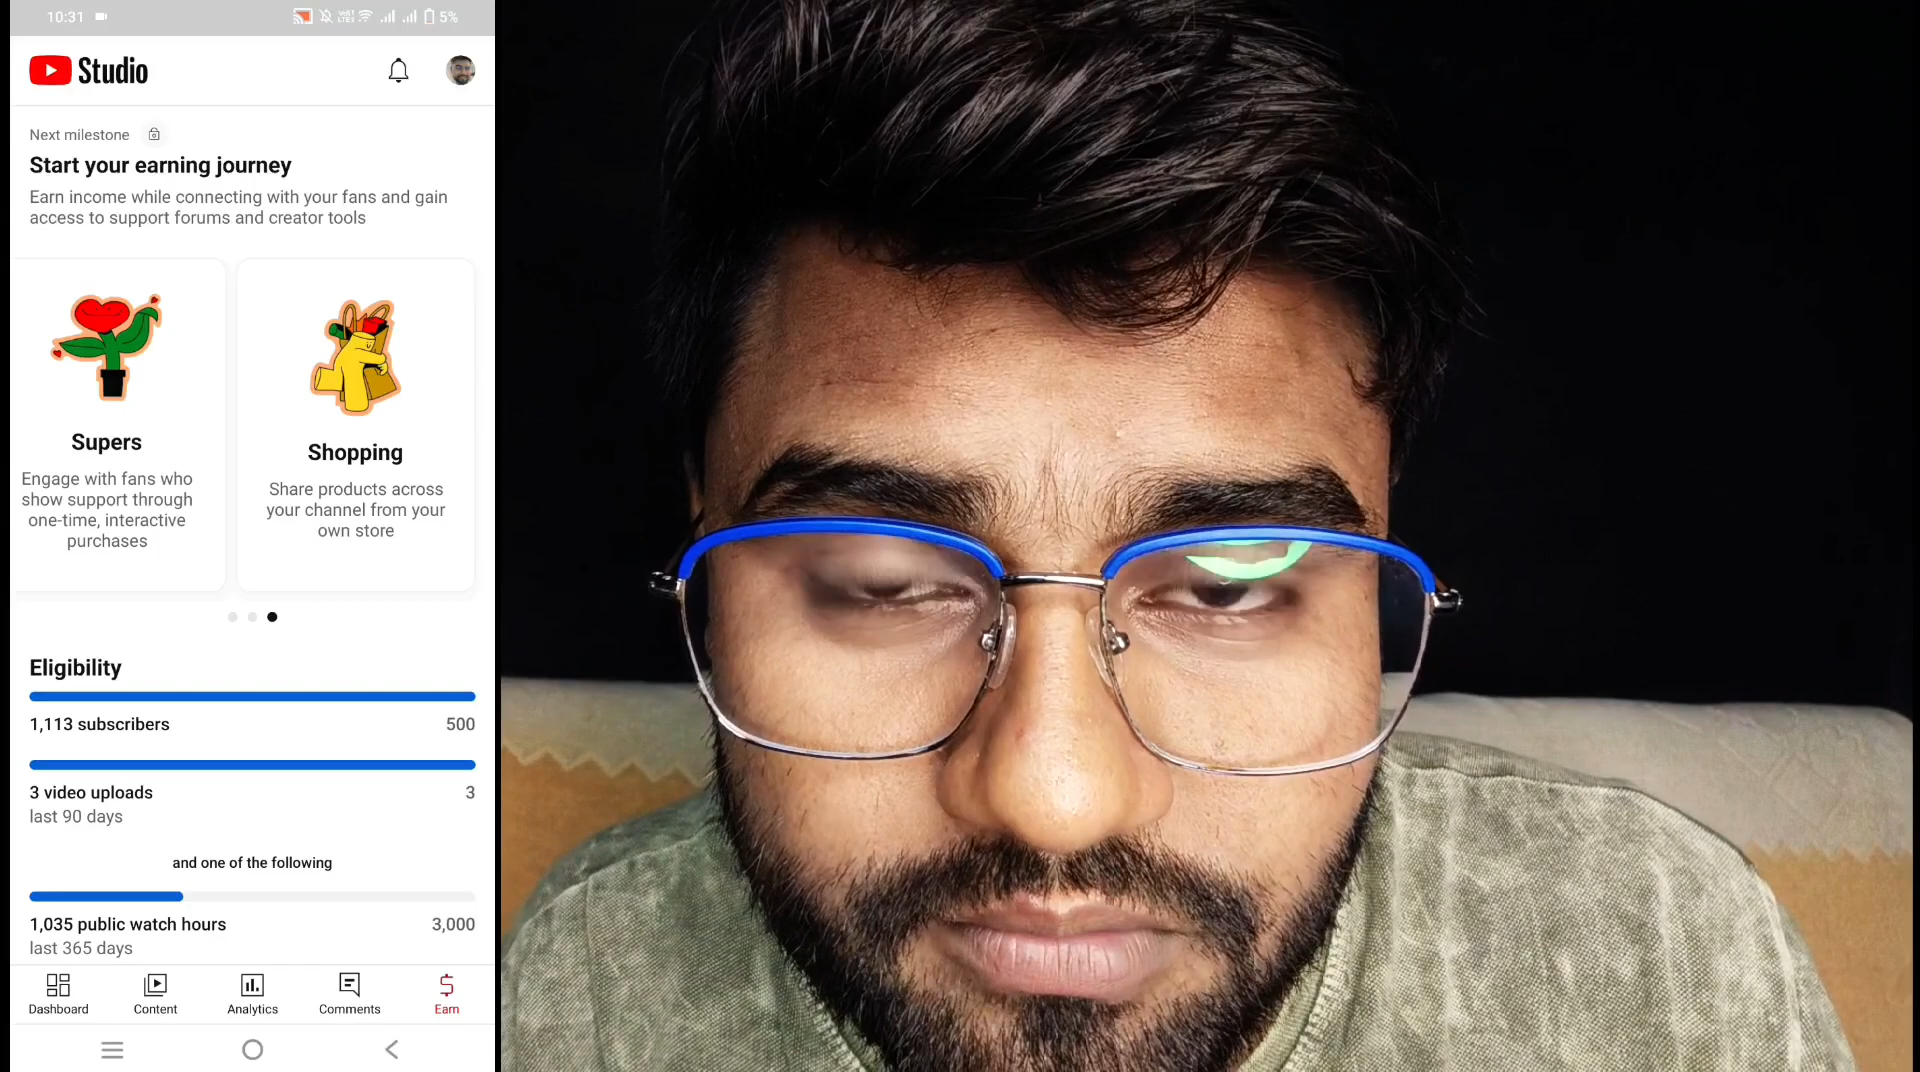 10:31
5%
Studio
Next milestone
Start your earning journey
Earn income while connecting with your fans and gain
access to support forums and creator tools
Supers
Engage with fans who
show support through
one-time, interactive
purchases
Shopping
Share products across
your channel from your
own store
Eligibility
1,113 subscribers 500
3 video uploads 3
last 90 days
and one of the following
1,035 public watch hours 3,000
last 365 days
Dashboard Content Analytics Comments Earn